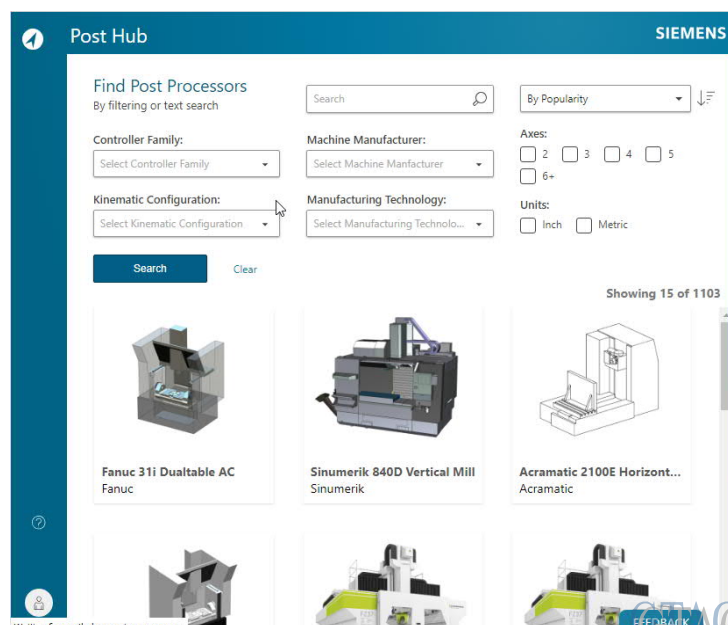 Post Hub
SIEMENS
Find Post Processors
By filtering or text search
Search
By Popularity
Controller Family:
Select Controller Family
Machine Manufacturer:
Select Machine Manfacturer
Axes:
2 3 4 5
6+
Kinematic Configuration:
Select Kinematic Configuration
Manufacturing Technology:
Select Manufacturing Technolo...
Units:
Inch Metric
Search
Clear
Showing 15 of 1103
Fanuc 31i Dualtable AC
Fanuc
Sinumerik 840D Vertical Mill
Sinumerik
Acramatic 2100E Horizont...
Acramatic
FEEDBACK